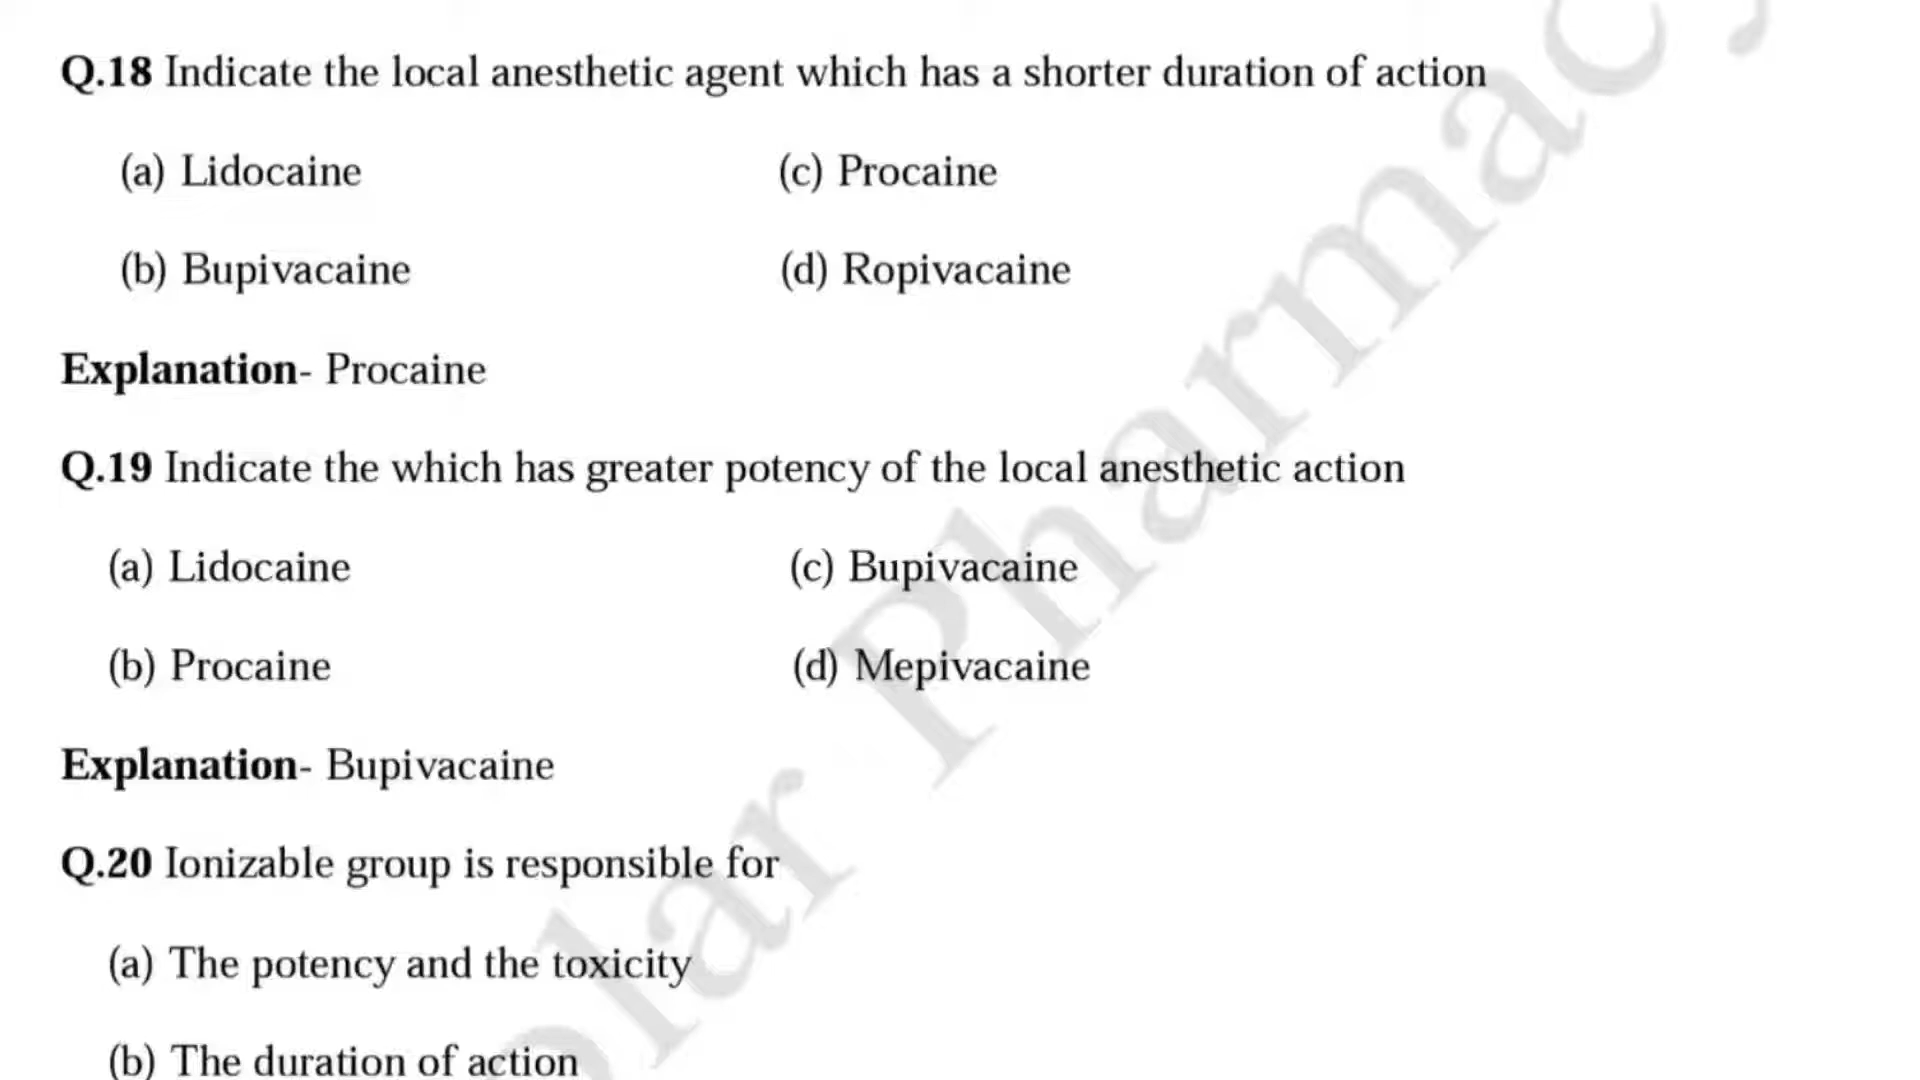 Q.18 Indicate the local anesthetic agent which has a shorter duration of action
(a) Lidocaine (c) Procaine
(b) Bupivacaine (d) Ropivacaine
Explanation- Procaine
Q.19 Indicate the which has greater potency of the local anesthetic action
(a) Lidocaine (c) Bupivacaine
(b) Procaine (d) Mepivacaine
Explanation- Bupivacaine
Q.20 Ionizable group is responsible for
(a) The potency and the toxicity
(b) The duration of action